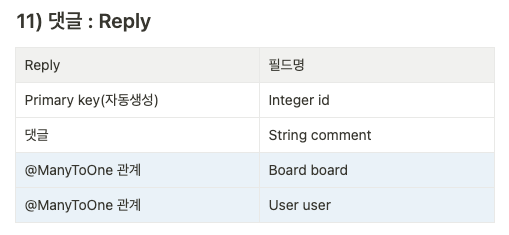 11) 댓글 : Reply
Reply 필드명
Primary key(자동생성) Integer id
댓글 String comment
@ManyToOne 관계 Board board
@ManyToOne 관계 User user